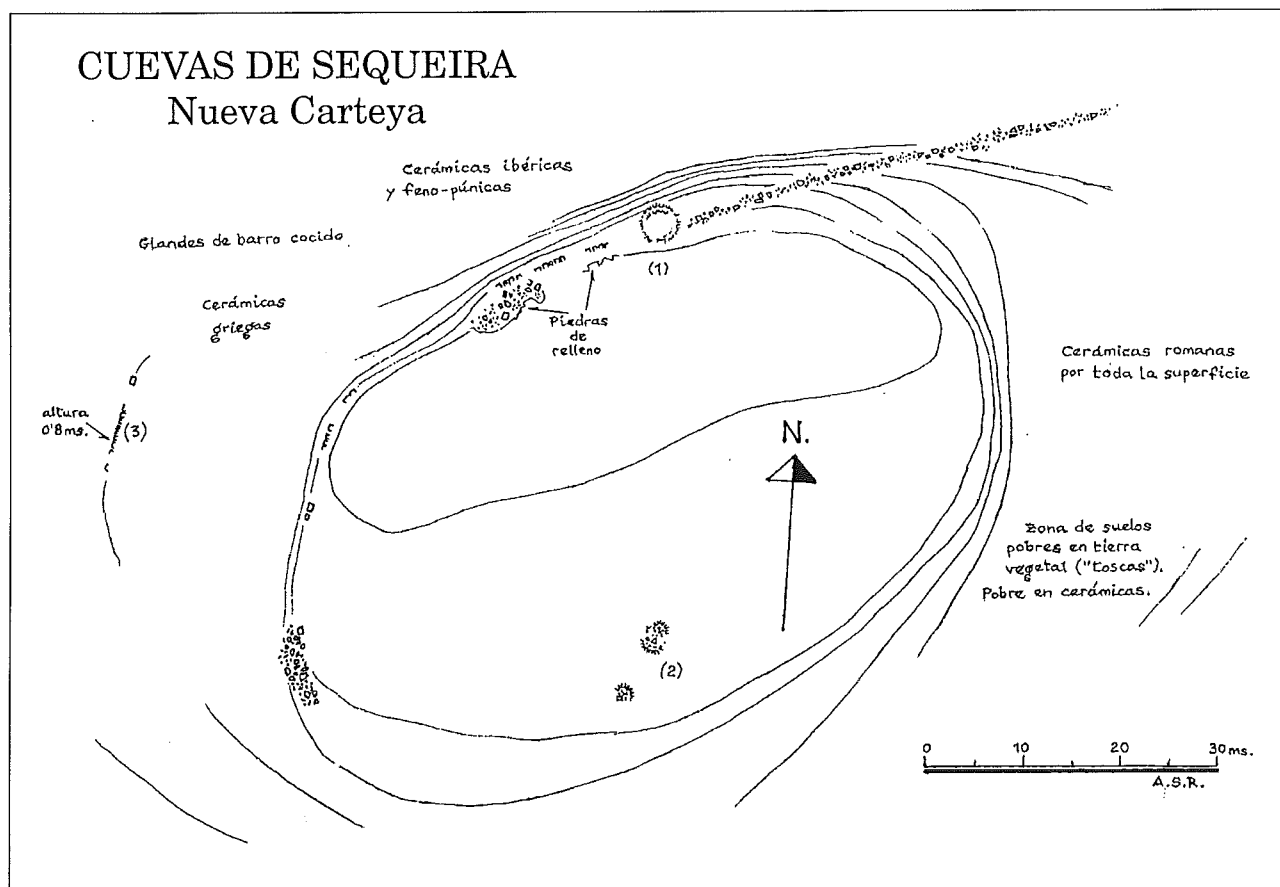 CUEVAS DE SEQUEIRA
Nueva Carteya
Cerámicas ibéricas
y feno-púnicas
Glandes de barro cocido
Cerámicas
griegas
(1)
Piedras
de
relleno
Cerámicas romanas
por toda la superficie
altura
0'8ms.
(3)
N.
Zona de suelos
pobres en tierra
vegetal ("toscas").
Pobre en cerámicas.
(2)
0 10 20 30 ms.
A.S.R.